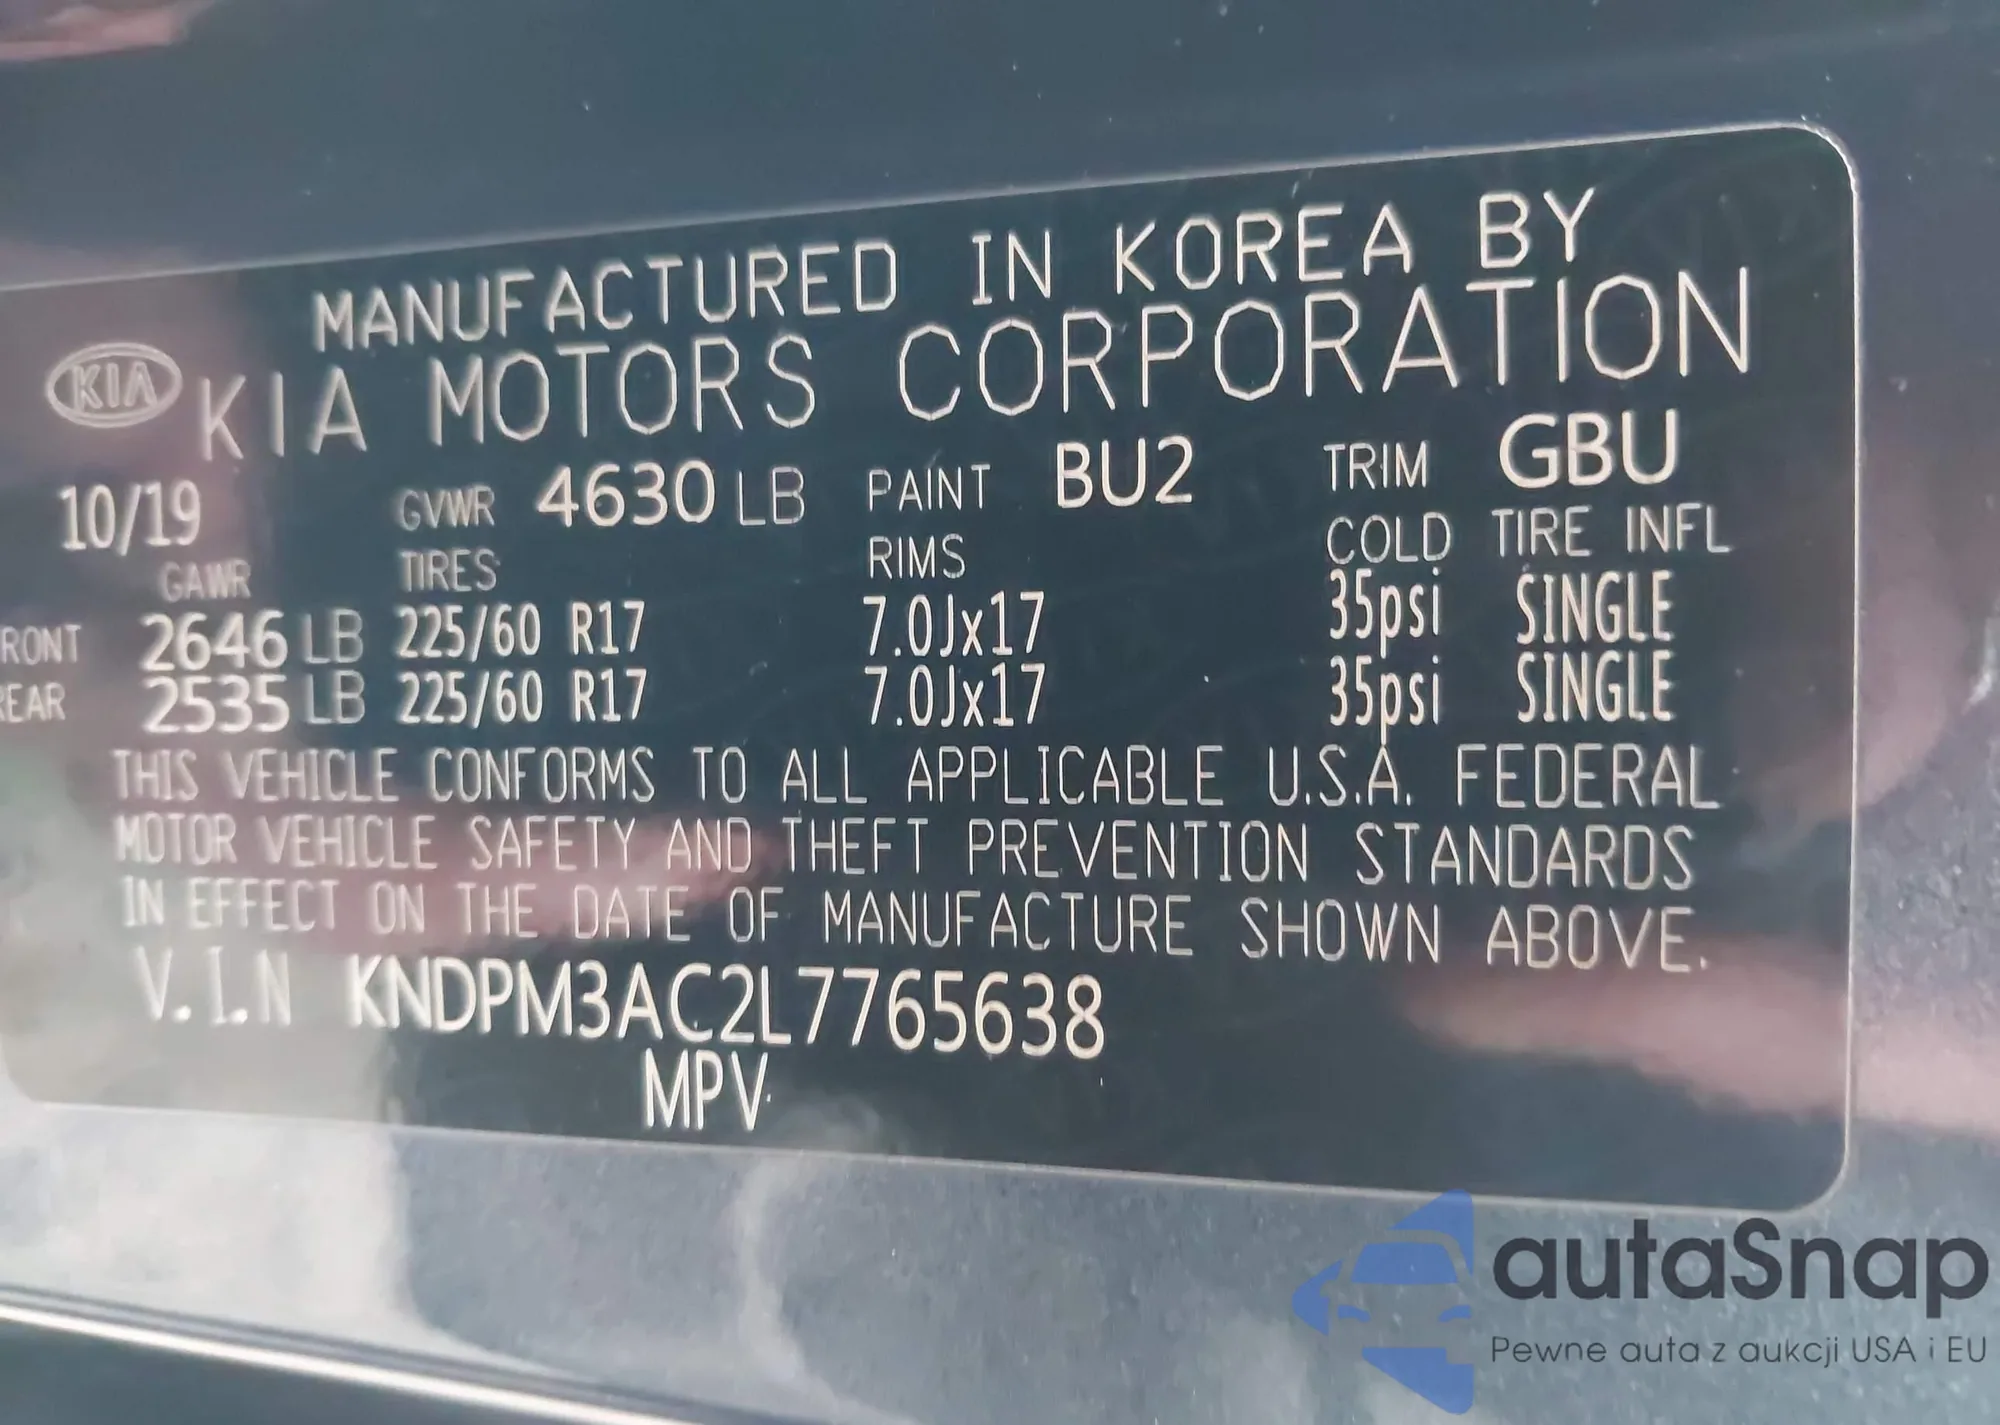 MANUFACTURED IN KOREA BY
KIA KIA MOTORS CORPORATION
10/19 GVWR 4630 LB PAINT BU2 TRIM GBU
GAWR TIRES RIMS COLD TIRE INFL
RONT 2646 LB 225/60 R17 7.0Jx17 35psi SINGLE
REAR 2535 LB 225/60 R17 7.0Jx17 35psi SINGLE
THIS VEHICLE CONFORMS TO ALL APPLICABLE U.S.A. FEDERAL
MOTOR VEHICLE SAFETY AND THEFT PREVENTION STANDARDS
IN EFFECT ON THE DATE OF MANUFACTURE SHOWN ABOVE.
V.I.N KNDPM3AC2L7765638
MPV
autaSnap
Pewne auta z aukcji USA i EU